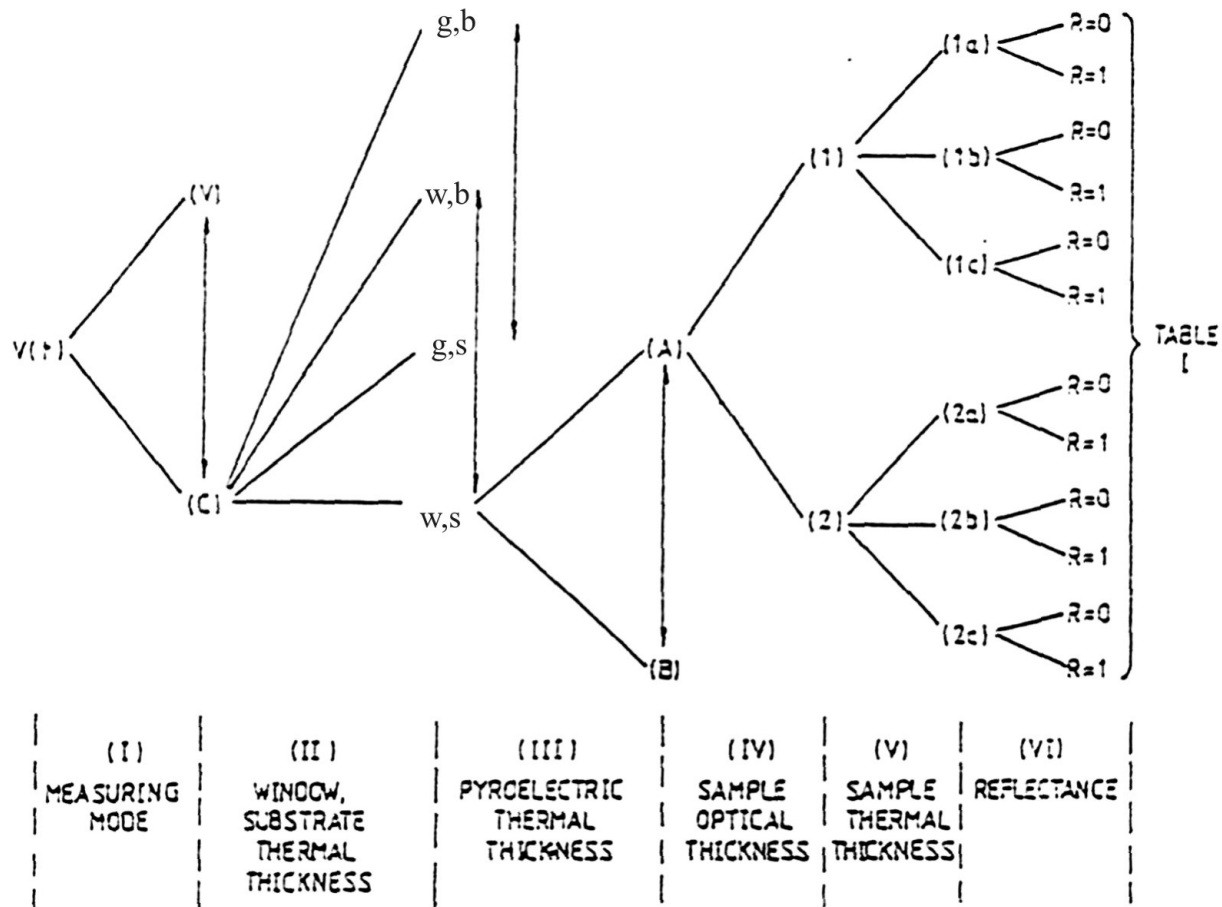 g,b
(1a)
R=0
R=1
(V)
w,b
(1)
(1b)
R=0
R=1
(1c)
R=0
R=1
V(t)
g,s
(A)
TABLE
I
(2a)
R=0
R=1
(C)
w,s
(2)
(2b)
R=0
R=1
(2c)
R=0
R=1
(B)
(I)
MEASURING
MODE
(II)
WINDOW,
SUBSTRATE
THERMAL
THICKNESS
(III)
PYROELECTRIC
THERMAL
THICKNESS
(IV)
SAMPLE
OPTICAL
THICKNESS
(V)
SAMPLE
THERMAL
THICKNESS
(VI)
REFLECTANCE